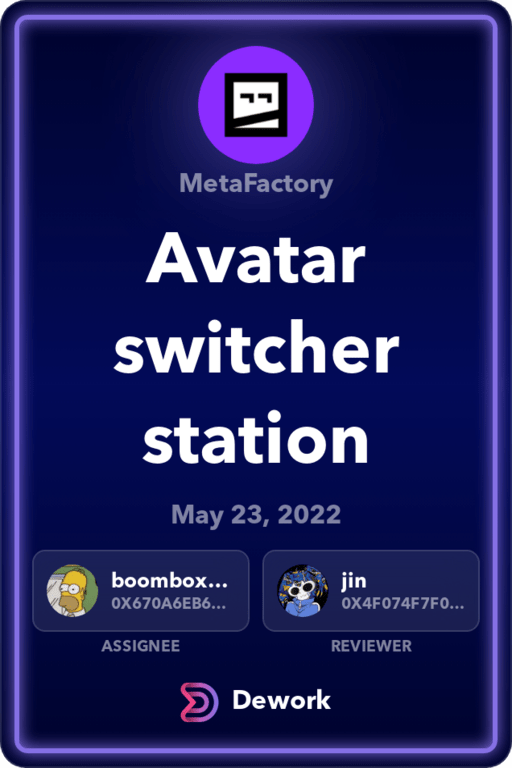 MetaFactory
Avatar
switcher
station
May 23, 2022
boombox...
0X670A6EB6...
ASSIGNEE
jin
0X4F074F7F0...
REVIEWER
Dework